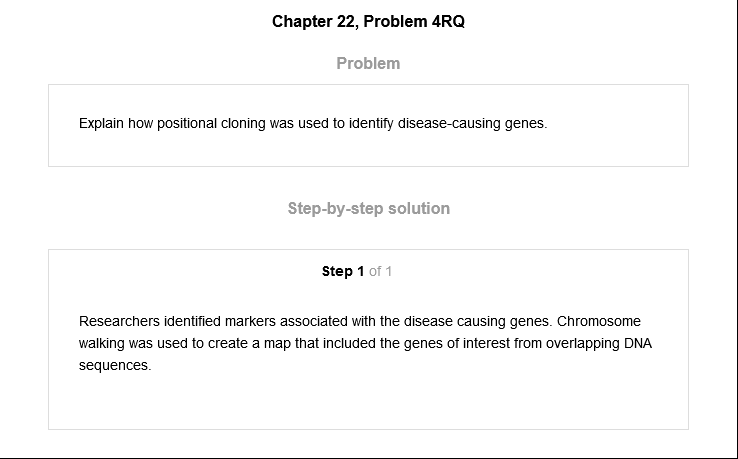 Chapter 22, Problem 4RQ
Problem
Explain how positional cloning was used to identify disease-causing genes.
Step-by-step solution
Step 1 of 1
Researchers identified markers associated with the disease causing genes. Chromosome
walking was used to create a map that included the genes of interest from overlapping DNA
sequences.